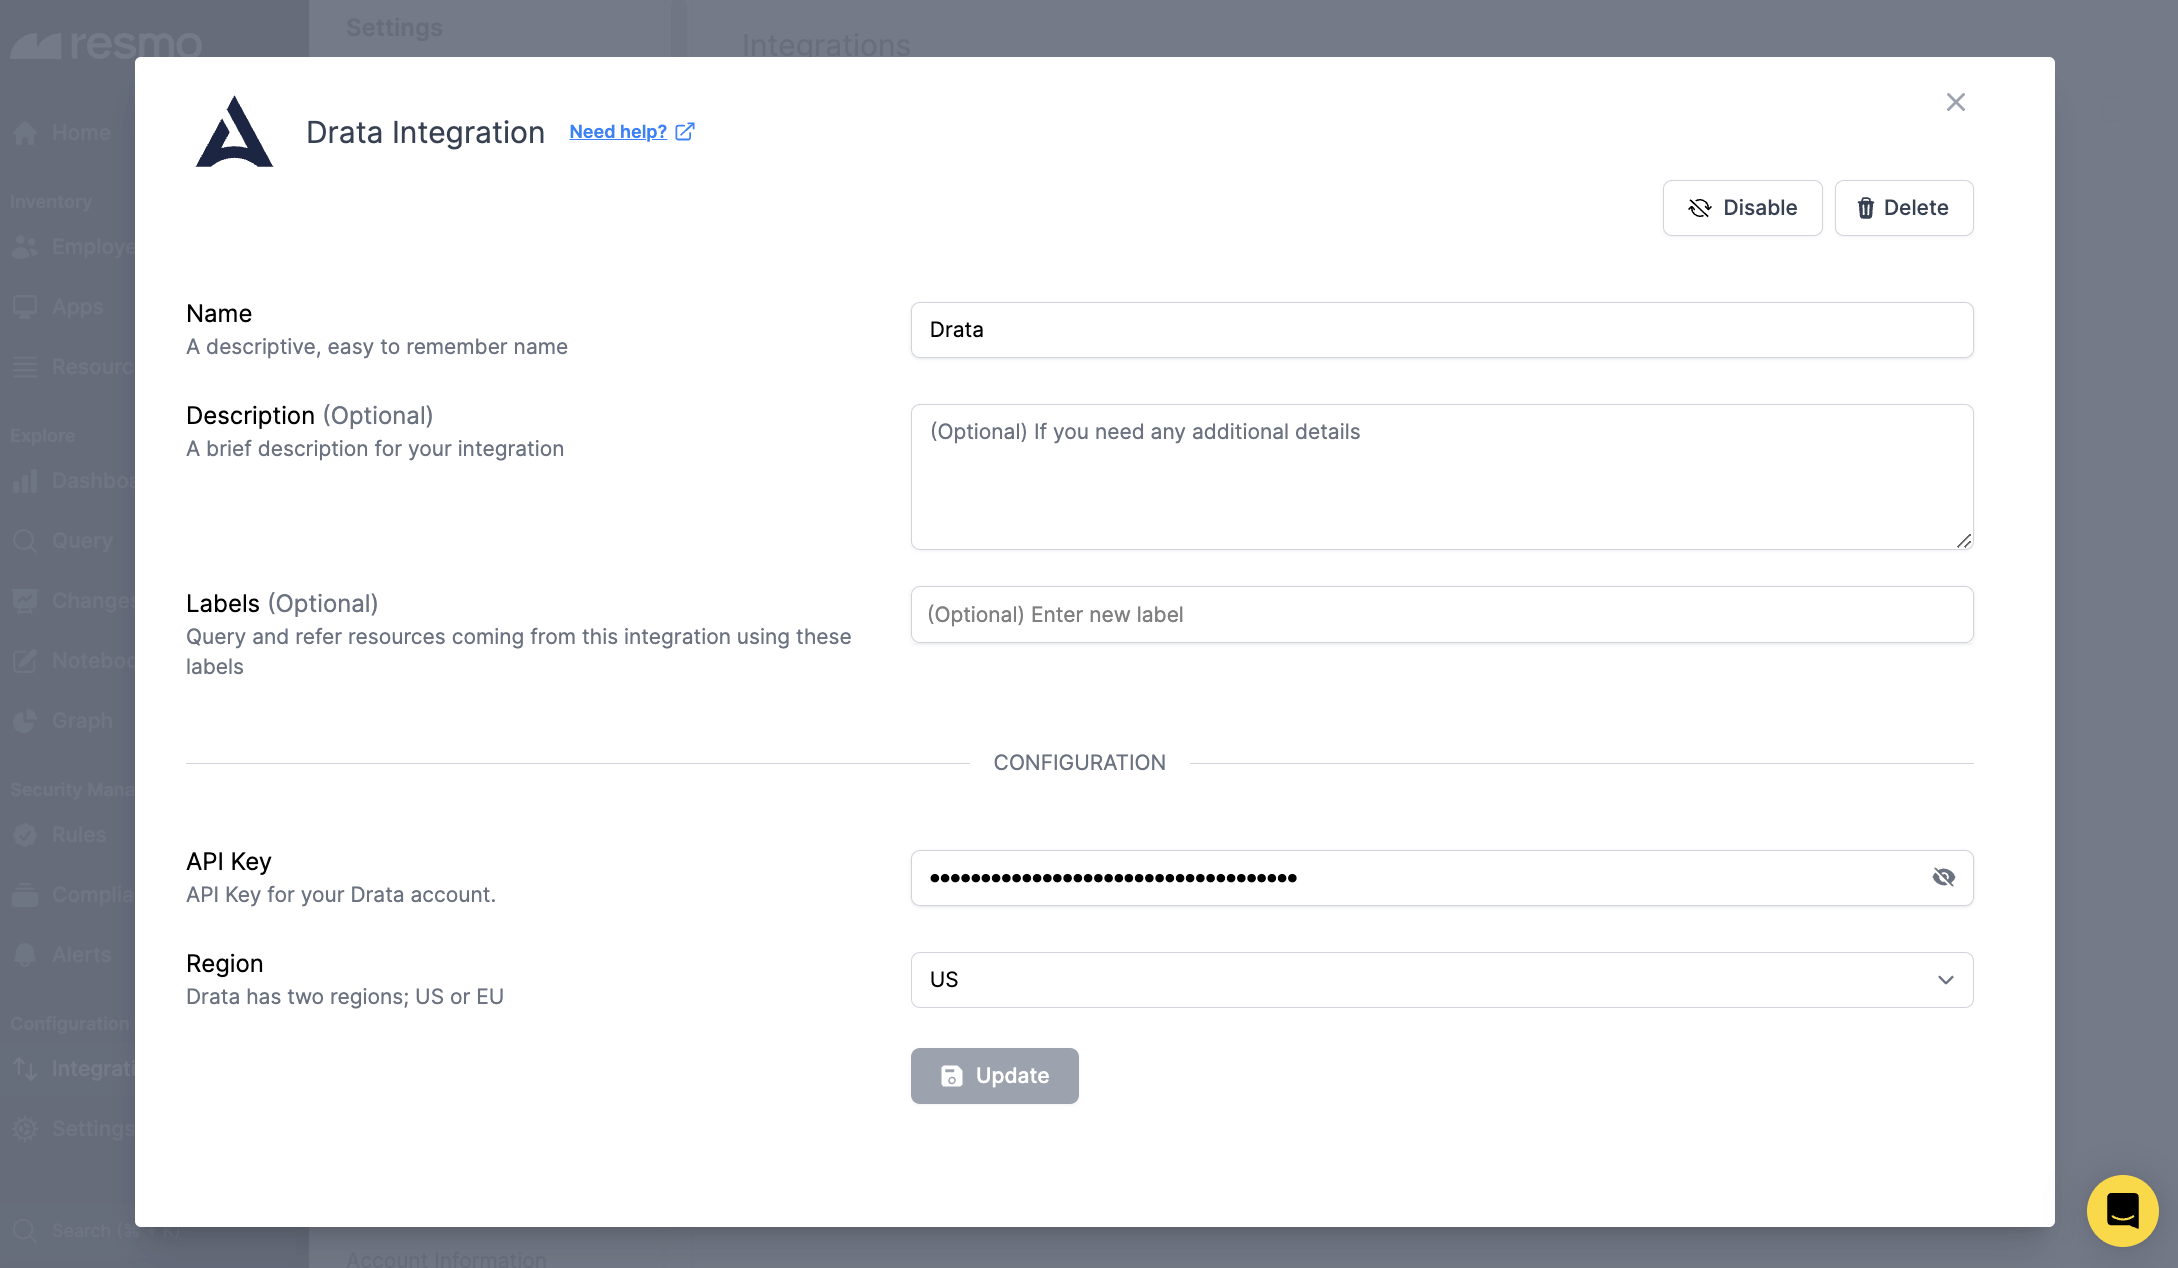 resmo
Settings
Integrations
Home
Inventory
Employe
Apps
Resourc
Explore
Dashboa
Query
Changes
Noteboo
Graph
Security Mana
Rules
Complia
Alerts
Configuration
Integrati
Settings
Search
Account Information
Drata Integration Need help?
Disable Delete
Name
A descriptive, easy to remember name
Drata
Description (Optional)
A brief description for your integration
(Optional) If you need any additional details
Labels (Optional)
Query and refer resources coming from this integration using these
labels
(Optional) Enter new label
CONFIGURATION
API Key
API Key for your Drata account.
••••••••••••••••••••••••••••••••••••
Region
Drata has two regions; US or EU
US
Update